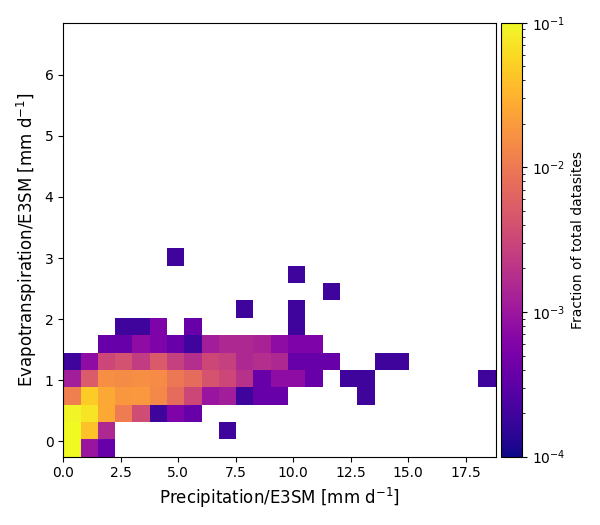 Evapotranspiration/E3SM [mm d⁻¹]
6
5
4
3
2
1
0
0.0 2.5 5.0 7.5 10.0 12.5 15.0 17.5
Precipitation/E3SM [mm d⁻¹]
10⁻¹
10⁻²
10⁻³
10⁻⁴
Fraction of total datasites